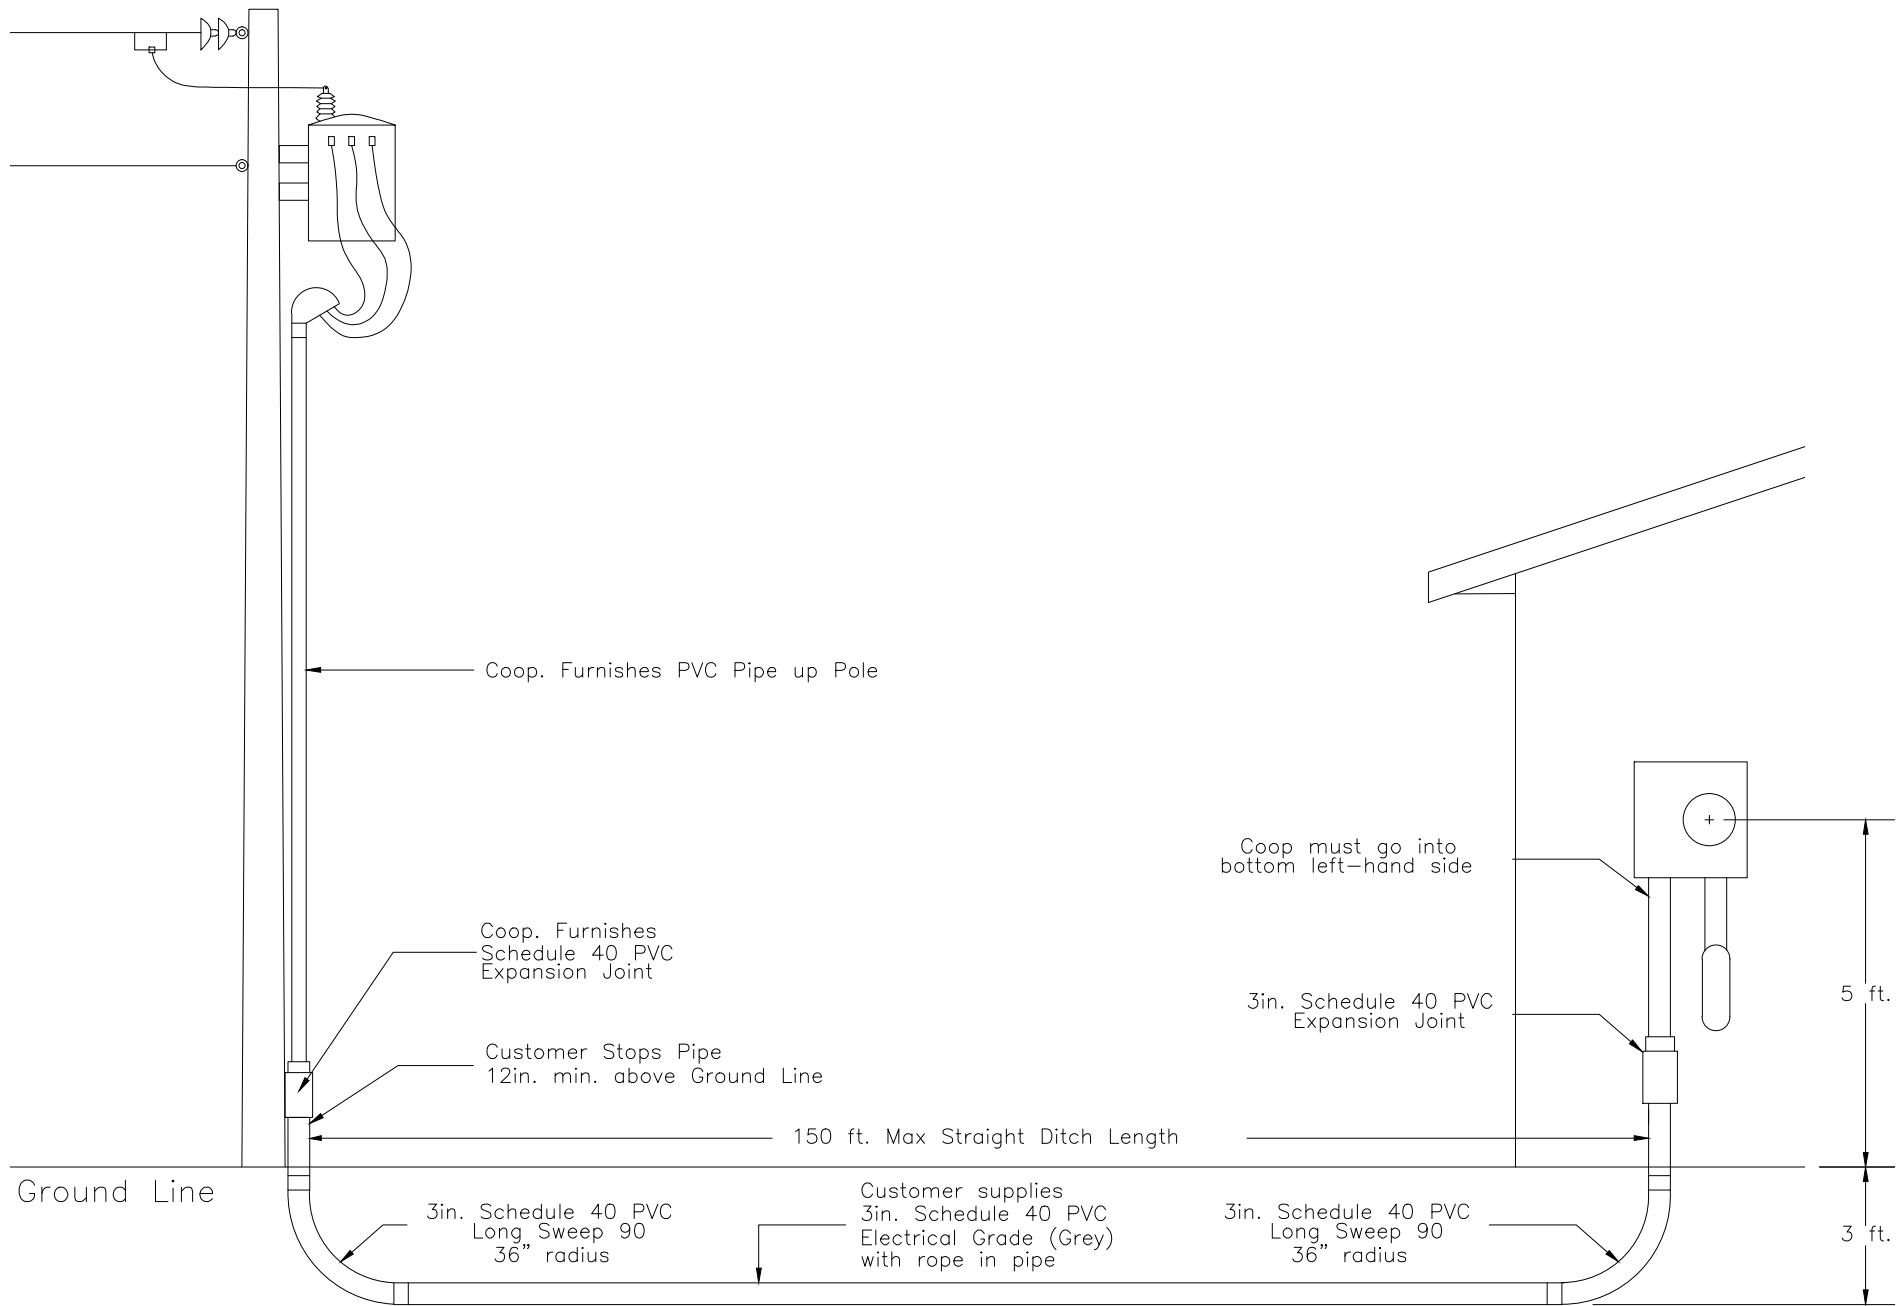 Coop. Furnishes PVC Pipe up Pole
Coop must go into
bottom left-hand side
Coop. Furnishes
Schedule 40 PVC
Expansion Joint
5 ft.
3in. Schedule 40 PVC
Expansion Joint
Customer Stops Pipe
12in. min. above Ground Line
150 ft. Max Straight Ditch Length
Ground Line
3in. Schedule 40 PVC
Long Sweep 90
36" radius
Customer supplies
3in. Schedule 40 PVC
Electrical Grade (Grey)
with rope in pipe
3in. Schedule 40 PVC
Long Sweep 90
36" radius
3 ft.